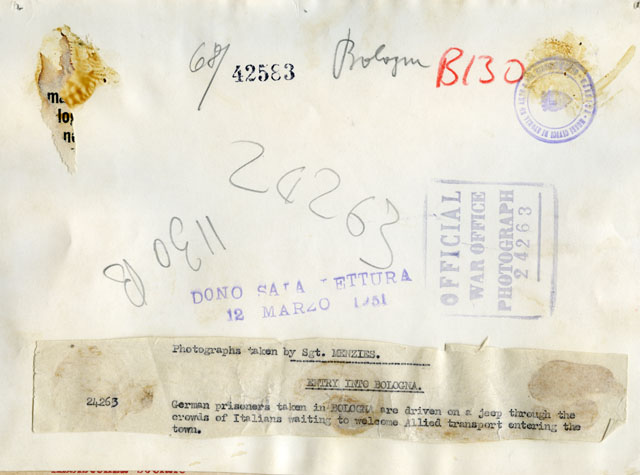 68/
42583
Bologna
B130
24263
1130 B
OFFICIAL
WAR OFFICE
PHOTOGRAPH
24263
DONO SALA LETTURA
12 MARZO 1951
Photographs taken by Sgt. MENZIES.
ENTRY INTO BOLOGNA.
24263
German prisoners taken in BOLOGNA are driven on a jeep through the
crowds of Italians waiting to welcome Allied transport entering the
town.